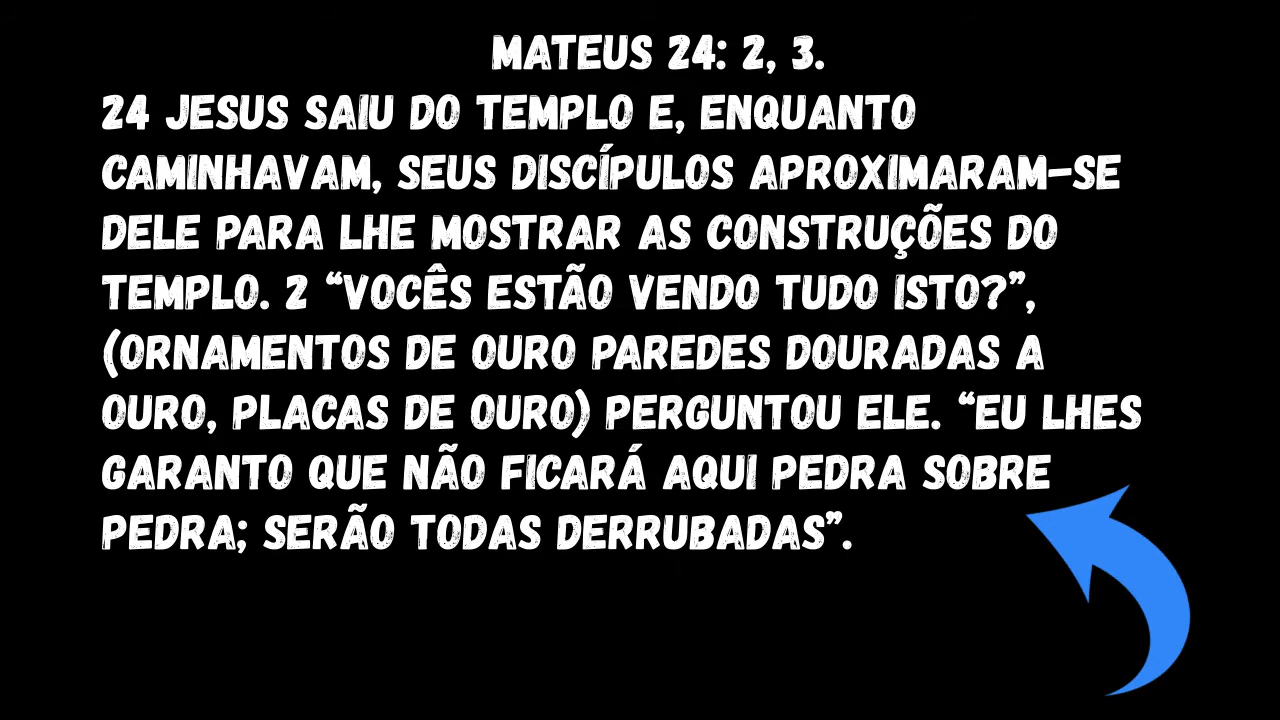 MATEUS 24: 2, 3.
24 JESUS SAIU DO TEMPLO E, ENQUANTO
CAMINHAVAM, SEUS DISCÍPULOS APROXIMARAM-SE
DELE PARA LHE MOSTRAR AS CONSTRUÇÕES DO
TEMPLO. 2 “VOCÊS ESTÃO VENDO TUDO ISTO?”,
(ORNAMENTOS DE OURO PAREDES DOURADAS A
OURO, PLACAS DE OURO) PERGUNTOU ELE. “EU LHES
GARANTO QUE NÃO FICARÁ AQUI PEDRA SOBRE
PEDRA; SERÃO TODAS DERRUBADAS”.